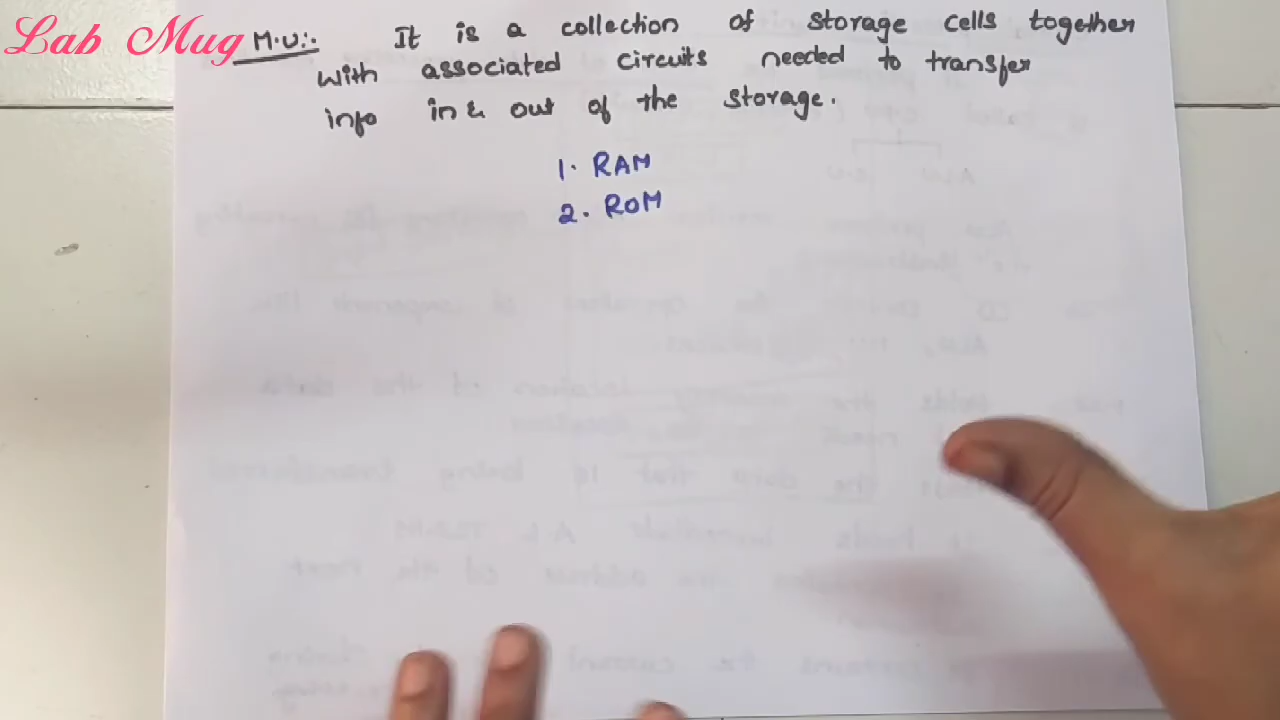 Lab Mug
M.U:- It is a collection of storage cells together
with associated circuits needed to transfer
info in & out of the storage.
1. RAM
2. ROM